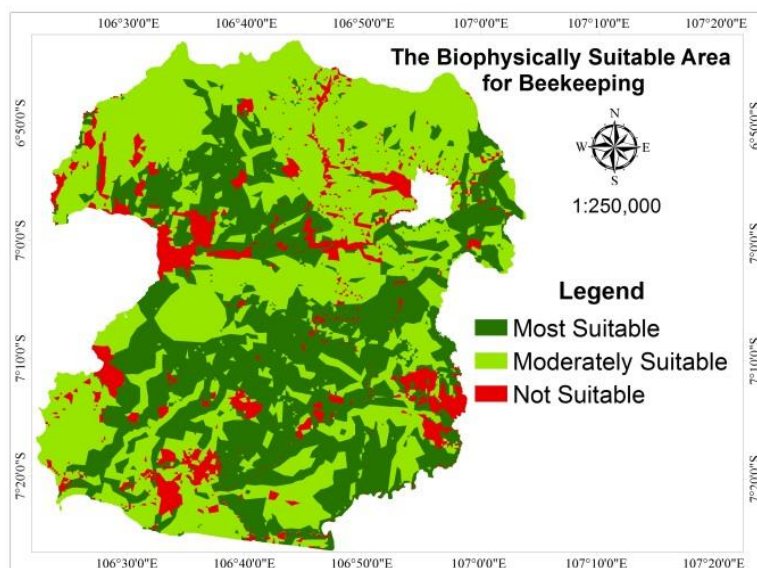 106°30'0"E 106°40'0"E 106°50'0"E 107°0'0"E 107°10'0"E 107°20'0"E
The Biophysically Suitable Area
for Beekeeping
N
W E
S
1:250,000
Legend
Most Suitable
Moderately Suitable
Not Suitable
6°50'0"S
7°0'0"S
7°10'0"S
7°20'0"S
6°50'0"S
7°0'0"S
7°10'0"S
7°20'0"S
106°30'0"E 106°40'0"E 106°50'0"E 107°0'0"E 107°10'0"E 107°20'0"E